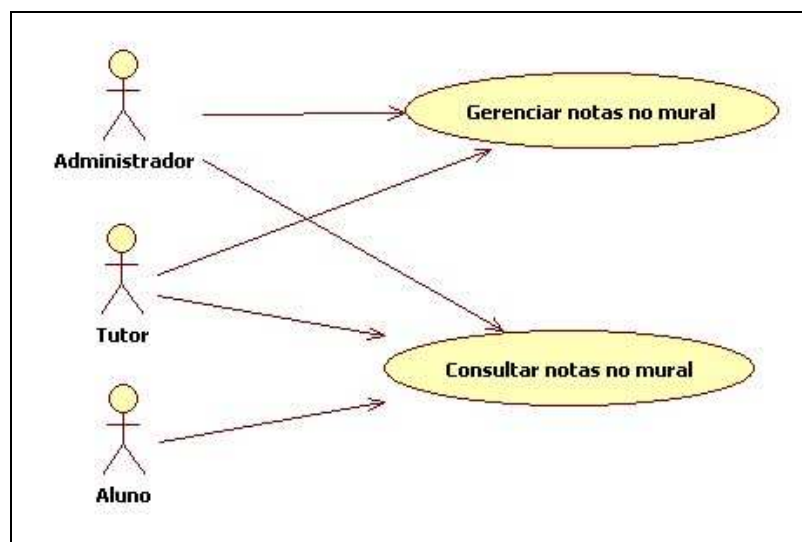 Gerenciar notas no mural
Administrador
Tutor
Consultar notas no mural
Aluno